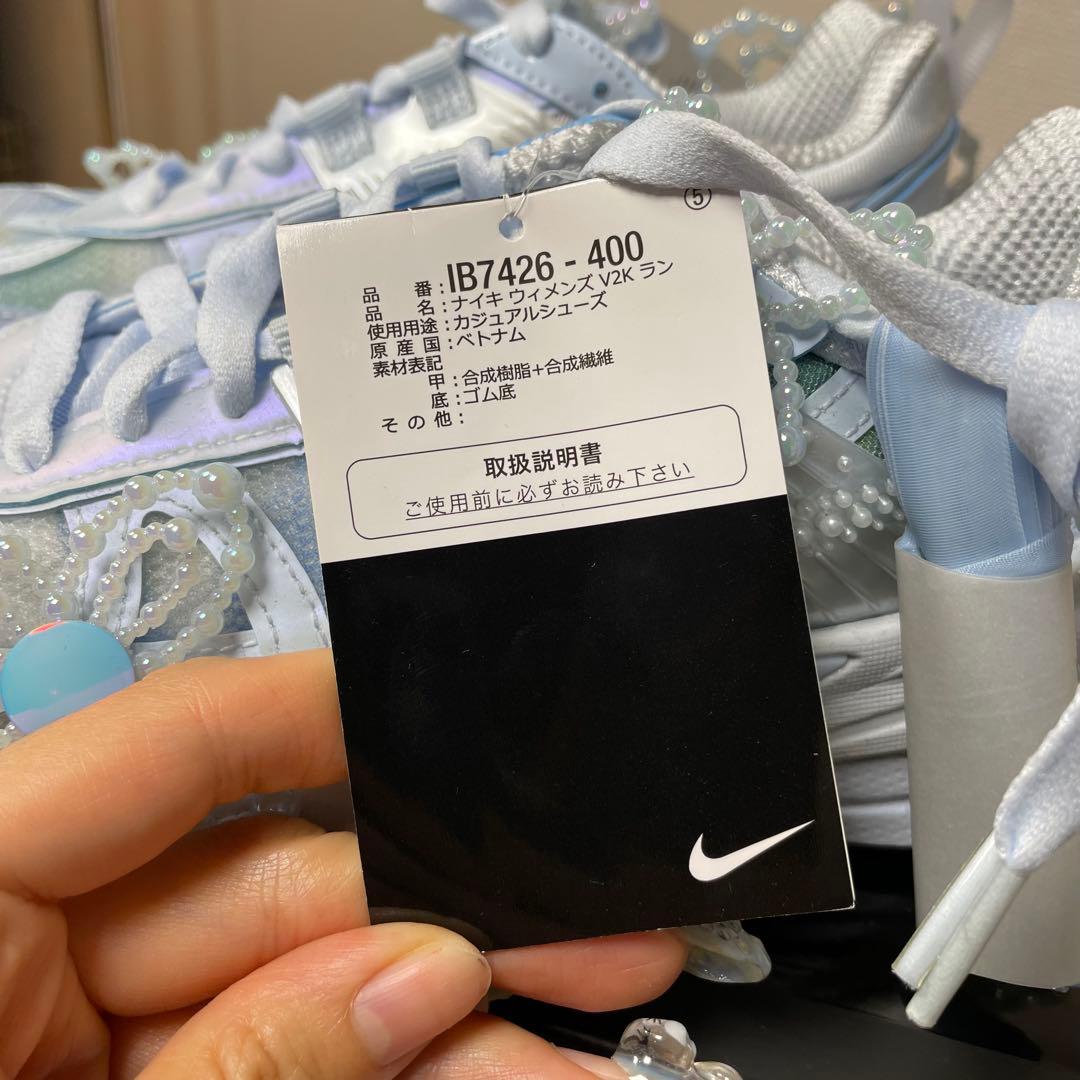 ⑤
品番：IB7426 - 400
品名：ナイキ ウィメンズ V2K ラン
使用用途：カジュアルシューズ
原産国：ベトナム
素材表記
甲：合成樹脂+合成繊維
底：ゴム底
その他：
取扱説明書
ご使用前に必ずお読み下さい